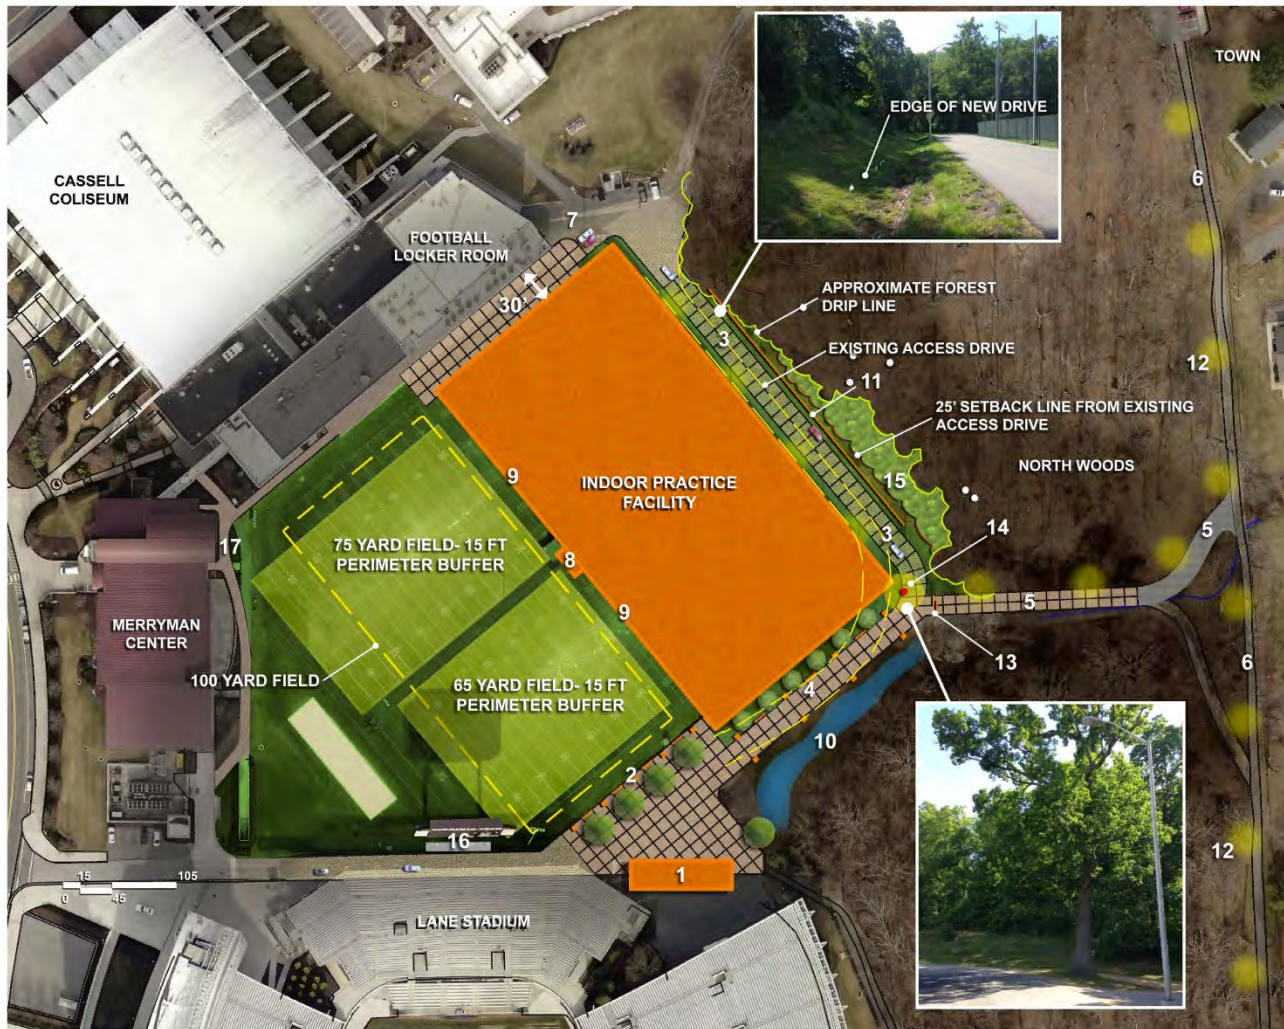 TOWN
EDGE OF NEW DRIVE
6
CASSELL
COLISEUM
7
FOOTBALL
LOCKER ROOM
30'
APPROXIMATE FOREST
DRIP LINE
3
EXISTING ACCESS DRIVE
12
11
25' SETBACK LINE FROM EXISTING
ACCESS DRIVE
NORTH WOODS
9
INDOOR PRACTICE
FACILITY
15
14
5
3
17
75 YARD FIELD- 15 FT
PERIMETER BUFFER
8
9
5
MERRYMAN
CENTER
13
100 YARD FIELD
65 YARD FIELD- 15 FT
PERIMETER BUFFER
4
6
10
2
16
12
1
15
105
0
45
LANE STADIUM